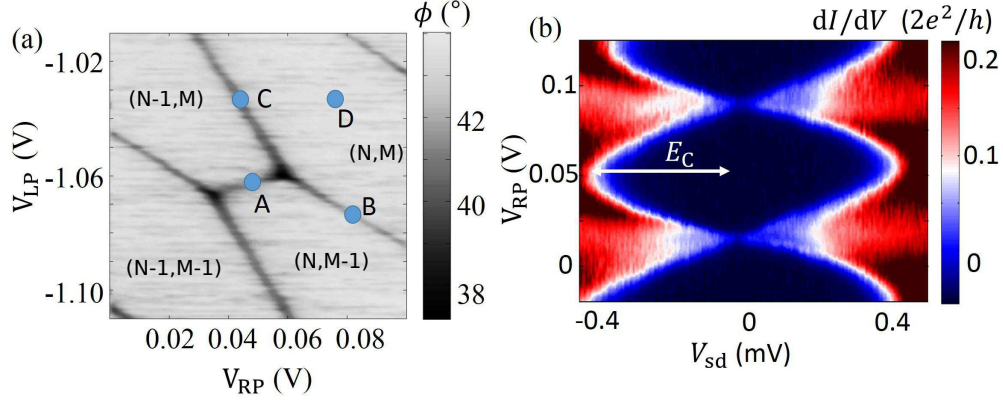 (a)
ϕ (°)
-1.02
-1.06
-1.10
V_LP (V)
(N-1,M)
C
D
(N,M)
A
B
(N-1,M-1)
(N,M-1)
0.02 0.04 0.06 0.08
V_RP (V)
42
40
38
(b)
dI/dV (2e²/h)
0.1
0.05
0
V_RP (V)
E_C
-0.4 0 0.4
V_sd (mV)
0.2
0.1
0